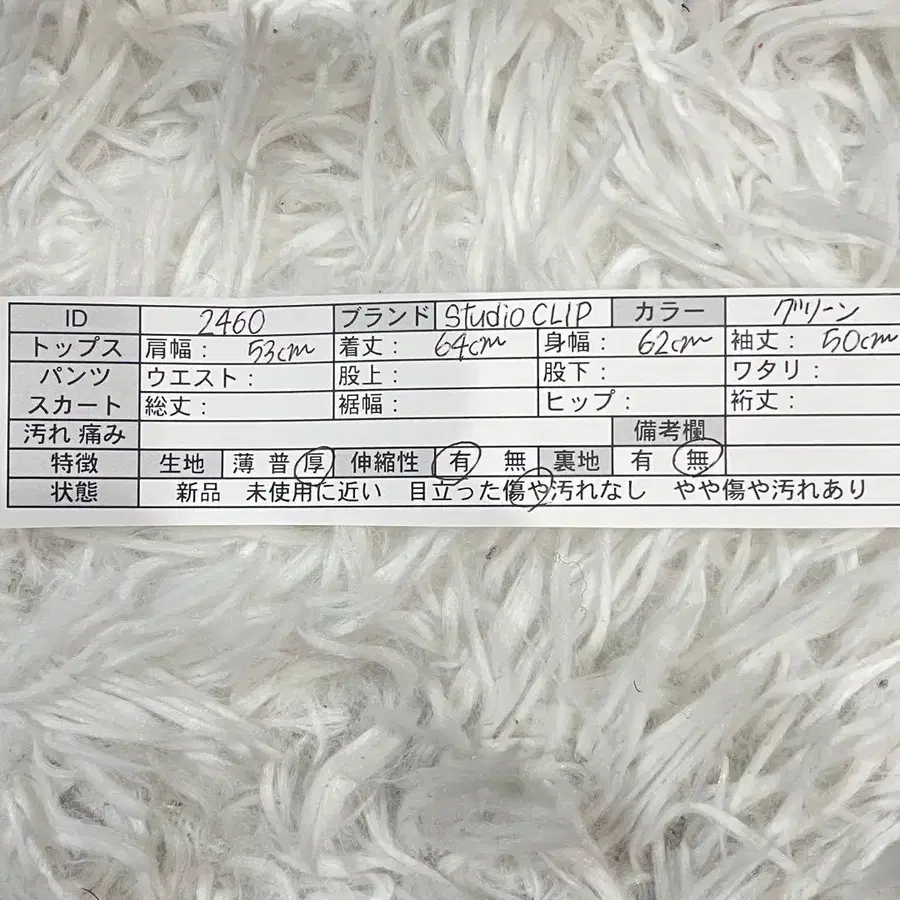 ID 2460 ブランド Studio CLIP カラー グリーン
トップス 肩幅： 53cm 着丈： 64cm 身幅： 62cm 袖丈： 50cm
パンツ ウエスト： 股上： 股下： ワタリ：
スカート 総丈： 裾幅： ヒップ： 裄丈：
汚れ 痛み 備考欄
特徴 生地 薄 普 厚 伸縮性 有 無 裏地 有 無
状態 新品 未使用に近い 目立った傷や汚れなし やや傷や汚れあり